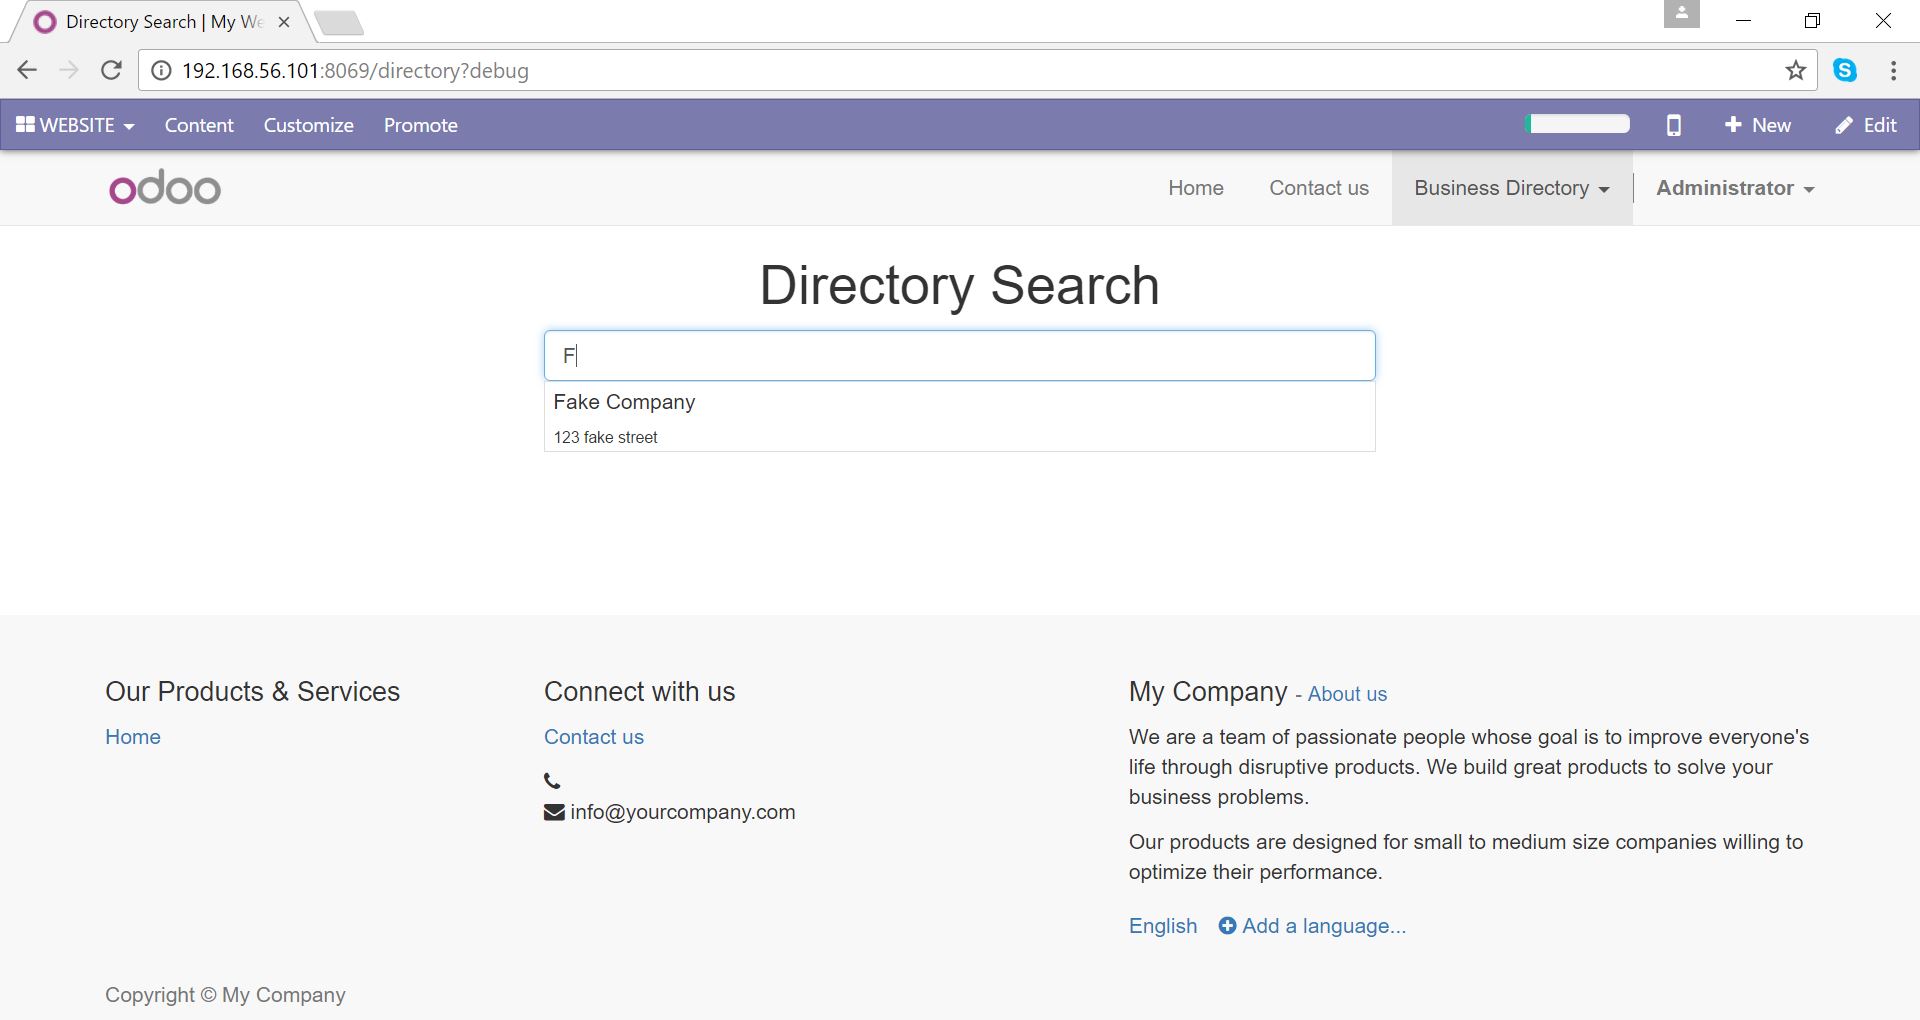 Directory Search | My We
192.168.56.101:8069/directory?debug
S
WEBSITE Content Customize Promote New Edit
odoo Home Contact us Business Directory Administrator
Directory Search
F
Fake Company
123 fake street
Our Products & Services
Home
Connect with us
Contact us
info@yourcompany.com
My Company - About us
We are a team of passionate people whose goal is to improve everyone's
life through disruptive products. We build great products to solve your
business problems.
Our products are designed for small to medium size companies willing to
optimize their performance.
English Add a language...
Copyright © My Company